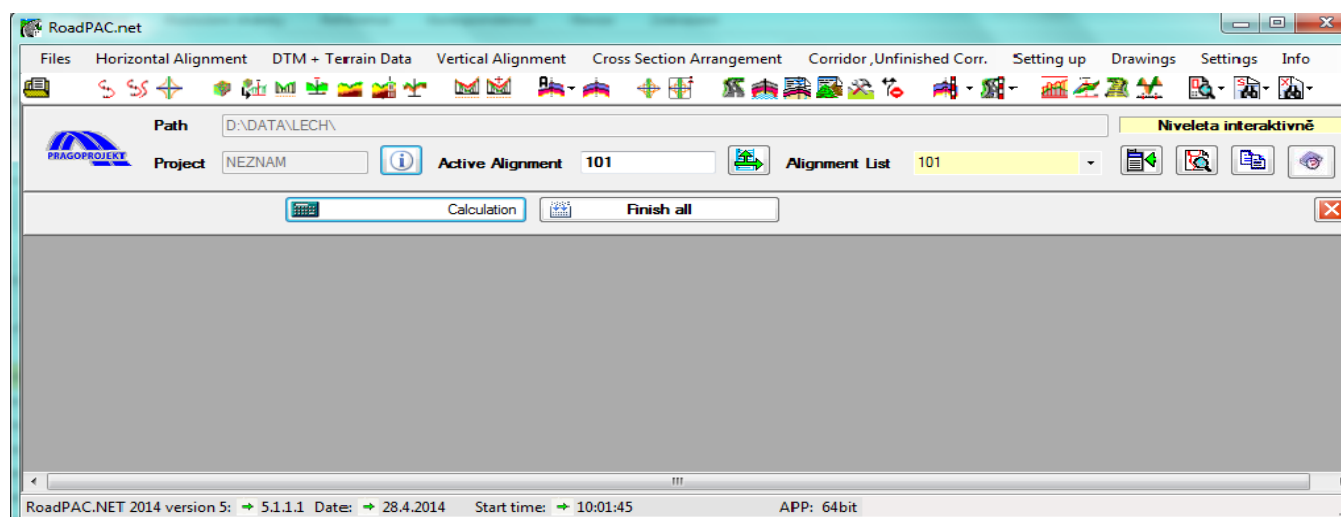 RoadPAC.net
Files Horizontal Alignment DTM + Terrain Data Vertical Alignment Cross Section Arrangement Corridor ,Unfinished Corr. Setting up Drawings Settings Info
Path D:\DATA\LECH\ Niveleta interaktivně
PRAGOPROJEKT
Project NEZNAM Active Alignment 101 Alignment List 101
Calculation Finish all
RoadPAC.NET 2014 version 5: 5.1.1.1 Date: 28.4.2014 Start time: 10:01:45 APP: 64bit